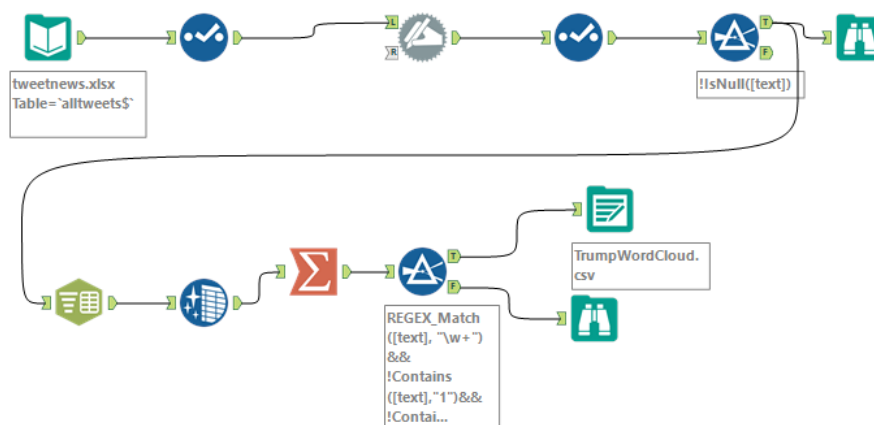 L
R
T
F
tweetnews.xlsx
Table=`alltweets$`
!IsNull([text])
T
F
TrumpWordCloud.
csv
REGEX_Match
([text], "\w+")
&&
!Contains
([text],"1")&&
!Contai...